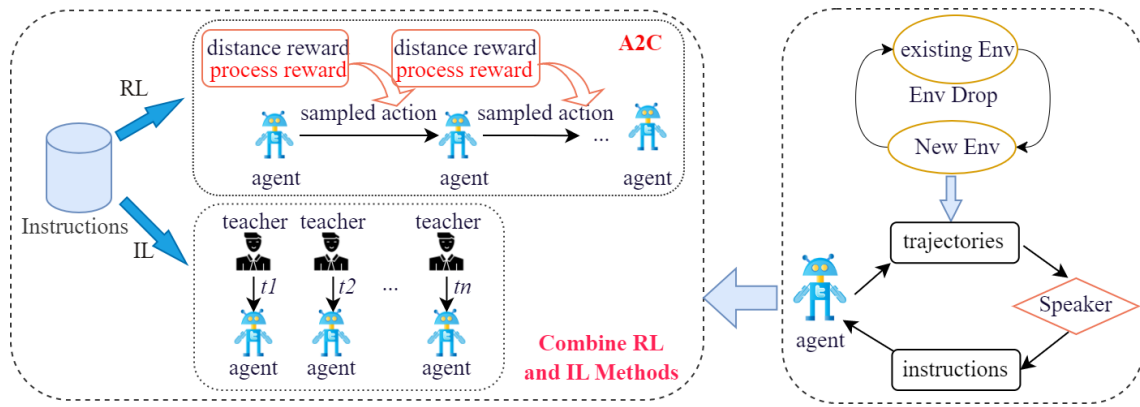 distance reward
process reward
distance reward
process reward
A2C
RL
sampled action
sampled action
...
agent
agent
agent
Instructions
IL
teacher
teacher
teacher
t1
t2
...
tn
agent
agent
agent
Combine RL
and IL Methods
existing Env
Env Drop
New Env
trajectories
Speaker
agent
instructions